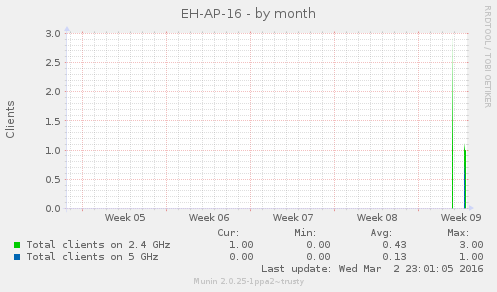 EH-AP-16 - by month
RRDTOOL / TOBI OETIKER
Clients
3.0
2.5
2.0
1.5
1.0
0.5
0.0
Week 05 Week 06 Week 07 Week 08 Week 09
Cur: Min: Avg: Max:
Total clients on 2.4 GHz 1.00 0.00 0.43 3.00
Total clients on 5 GHz 0.00 0.00 0.13 1.00
Last update: Wed Mar 2 23:01:05 2016
Munin 2.0.25-1ppa2~trusty